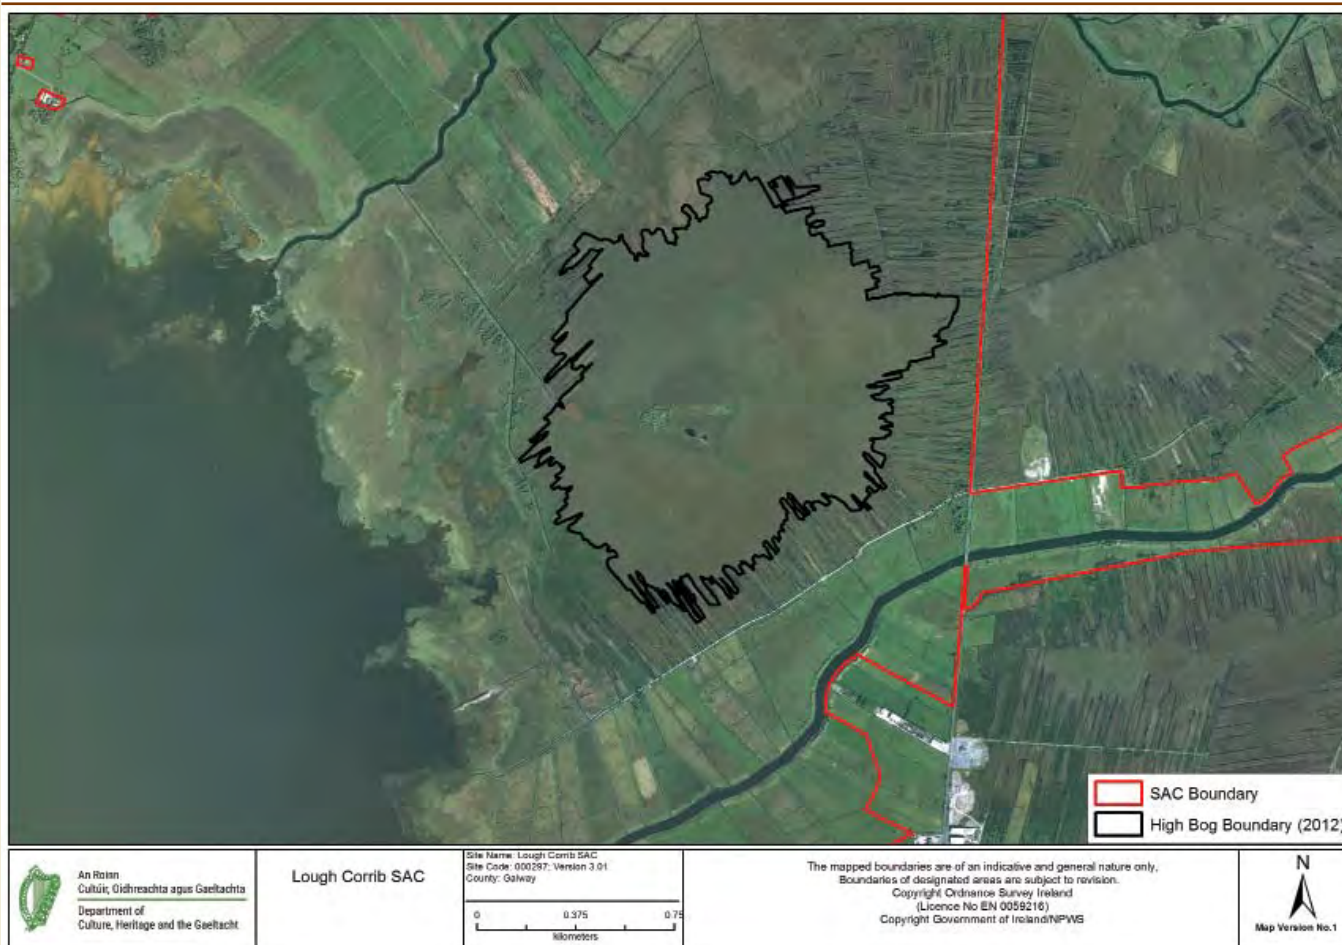 SAC Boundary
High Bog Boundary (2012)
An Roinn
Cultúir, Oidhreachta agus Gaeltachta
Department of
Culture, Heritage and the Gaeltacht
Lough Corrib SAC
Site Name: Lough Corrib SAC
Site Code: 000297; Version 3.01
County: Galway
0 0.375 0.75
kilometers
The mapped boundaries are of an indicative and general nature only.
Boundaries of designated areas are subject to revision.
Copyright Ordnance Survey Ireland
(Licence No EN 0059216)
Copyright Government of Ireland/NPWS
N
Map Version No.1